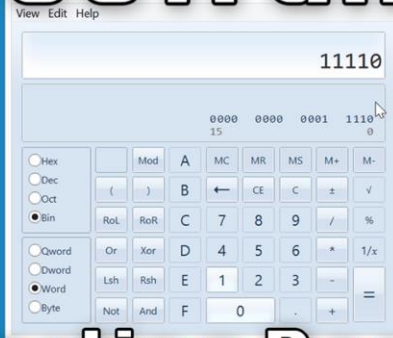 View Edit Help
11110
0000 0000 0001 1110
15 0
Hex
Dec
Oct
Bin
Qword
Dword
Word
Byte
Mod A MC MR MS M+ M-
( ) B ← CE C ± √
RoL RoR C 7 8 9 / %
Or Xor D 4 5 6 * 1/x
Lsh Rsh E 1 2 3 - =
Not And F 0 . +